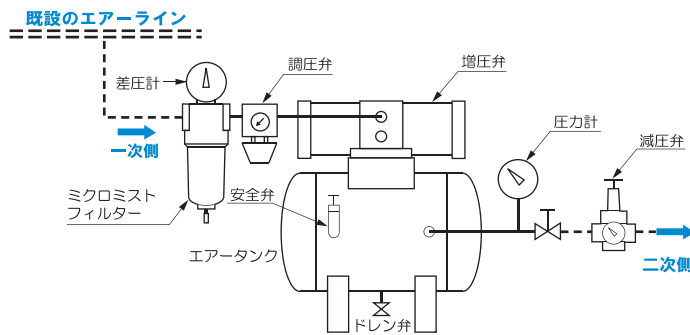 既設のエアーライン
差圧計
調圧弁
増圧弁
圧力計
減圧弁
一次側
ミクロミスト
フィルター
安全弁
エアータンク
二次側
ドレン弁